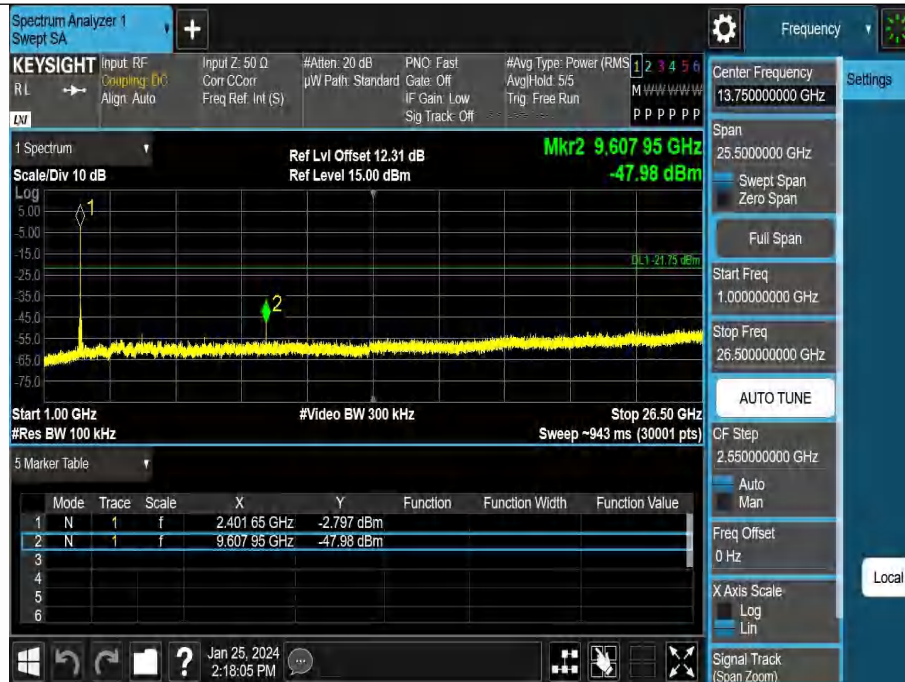 Spectrum Analyzer 1
Swept SA
+
Frequency
KEYSIGHT
RL
LXI
Input: RF
Coupling: DC
Align: Auto
Input Z: 50 Ω
Corr CCorr
Freq Ref: Int (S)
#Atten: 20 dB
µW Path: Standard
PNO: Fast
Gate: Off
IF Gain: Low
Sig Track: Off
#Avg Type: Power (RMS
Avg|Hold: 5/5
Trig: Free Run
1 2 3 4 5 6
M W W W W W
P P P P P P
1 Spectrum
Scale/Div 10 dB
Ref Lvl Offset 12.31 dB
Ref Level 15.00 dBm
Mkr2 9.607 95 GHz
-47.98 dBm
Log
5.00
-5.00
-15.0
-25.0
-35.0
-45.0
-55.0
-65.0
-75.0
1
2
DL1 -21.75 dBm
Start 1.00 GHz
#Res BW 100 kHz
#Video BW 300 kHz
Stop 26.50 GHz
Sweep ~943 ms (30001 pts)
5 Marker Table
Mode Trace Scale X Y Function Function Width Function Value
1 N 1 f 2.401 65 GHz -2.797 dBm
2 N 1 f 9.607 95 GHz -47.98 dBm
3
4
5
6
Jan 25, 2024
2:18:05 PM
?
Center Frequency
13.750000000 GHz
Settings
Span
25.5000000 GHz
Swept Span
Zero Span
Full Span
Start Freq
1.000000000 GHz
Stop Freq
26.500000000 GHz
AUTO TUNE
CF Step
2.550000000 GHz
Auto
Man
Freq Offset
0 Hz
Local
X Axis Scale
Log
Lin
Signal Track
(Span Zoom)